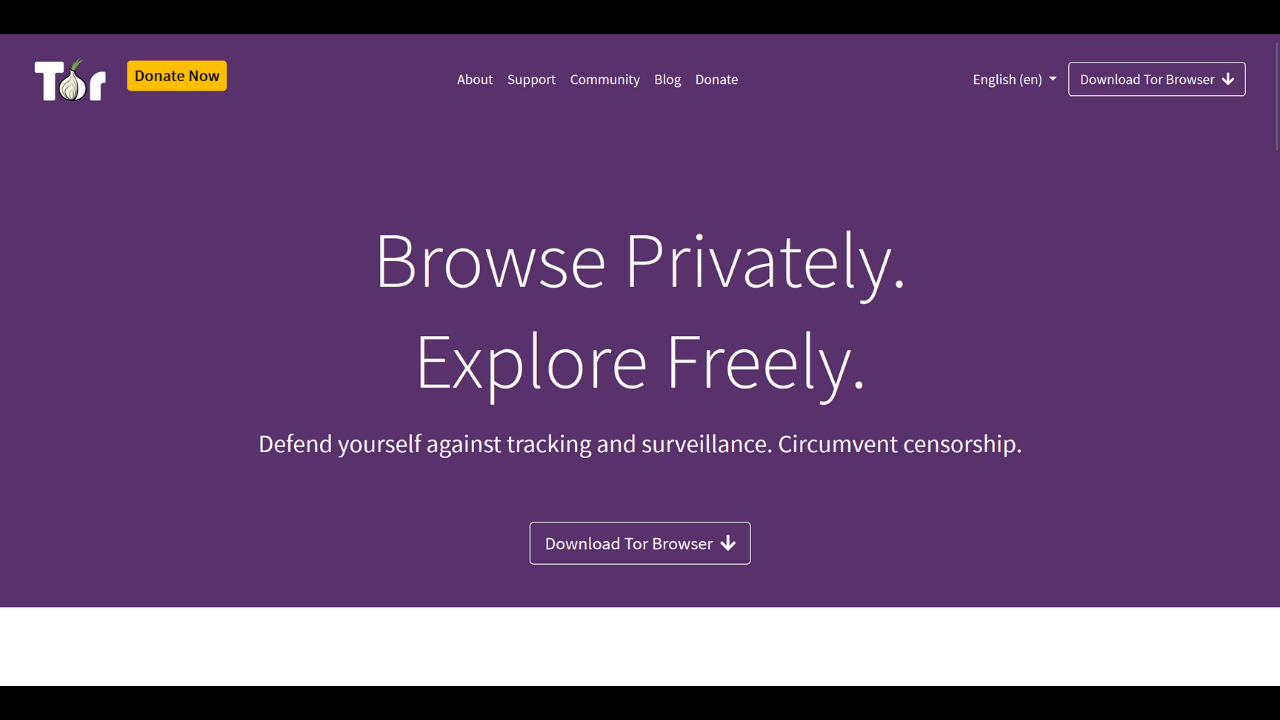 Tor
Donate Now
About Support Community Blog Donate
English (en)
Download Tor Browser
Browse Privately.
Explore Freely.
Defend yourself against tracking and surveillance. Circumvent censorship.
Download Tor Browser